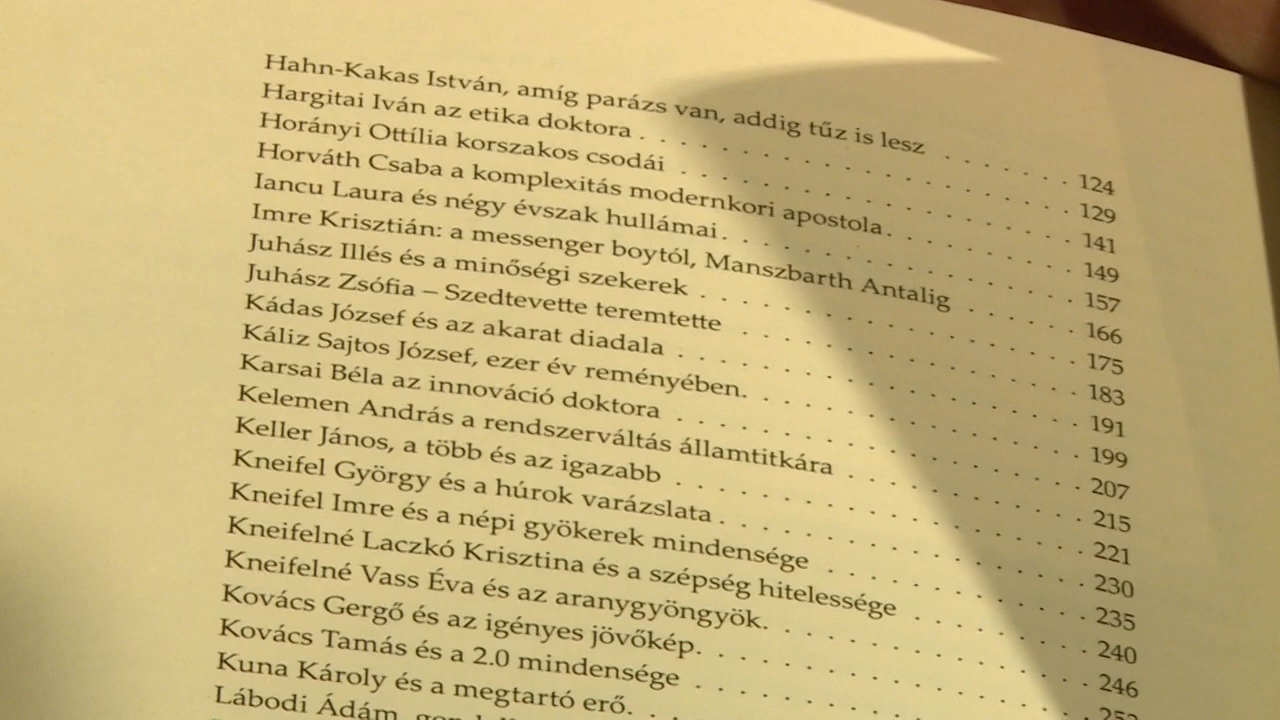 Hahn-Kakas István, amíg parázs van, addig tűz is lesz . . . . . . . 124
Hargitai Iván az etika doktora . . . . . . . . . . . . . . . . . . . . . 129
Horányi Ottília korszakos csodái . . . . . . . . . . . . . . . . . . . 141
Horváth Csaba a komplexitás modernkori apostola. . . . . . . . . . 149
Iancu Laura és négy évszak hullámai. . . . . . . . . . . . . . . . . 157
Imre Krisztián: a messenger boytól, Manszbarth Antalig . . . . . . 166
Juhász Illés és a minőségi szekerek . . . . . . . . . . . . . . . . . . 175
Juhász Zsófia – Szedtevette teremtette . . . . . . . . . . . . . . . . 183
Kádas József és az akarat diadala . . . . . . . . . . . . . . . . . . . 191
Káliz Sajtos József, ezer év reményében. . . . . . . . . . . . . . . . 199
Karsai Béla az innováció doktora . . . . . . . . . . . . . . . . . . . 207
Kelemen András a rendszerváltás államtitkára . . . . . . . . . . . 215
Keller János, a több és az igazabb . . . . . . . . . . . . . . . . . . . 221
Kneifel György és a húrok varázslata. . . . . . . . . . . . . . . . . 230
Kneifel Imre és a népi gyökerek mindensége . . . . . . . . . . . . 235
Kneifelné Laczkó Krisztina és a szépség hitelessége . . . . . . . . 240
Kneifelné Vass Éva és az aranygyöngyök. . . . . . . . . . . . . . . 246
Kovács Gergő és az igényes jövőkép. . . . . . . . . . . . . . . . . 252
Kovács Tamás és a 2.0 mindensége . . . . . . .
Kuna Károly és a megtartó erő. . . .
Lábodi Ádám,